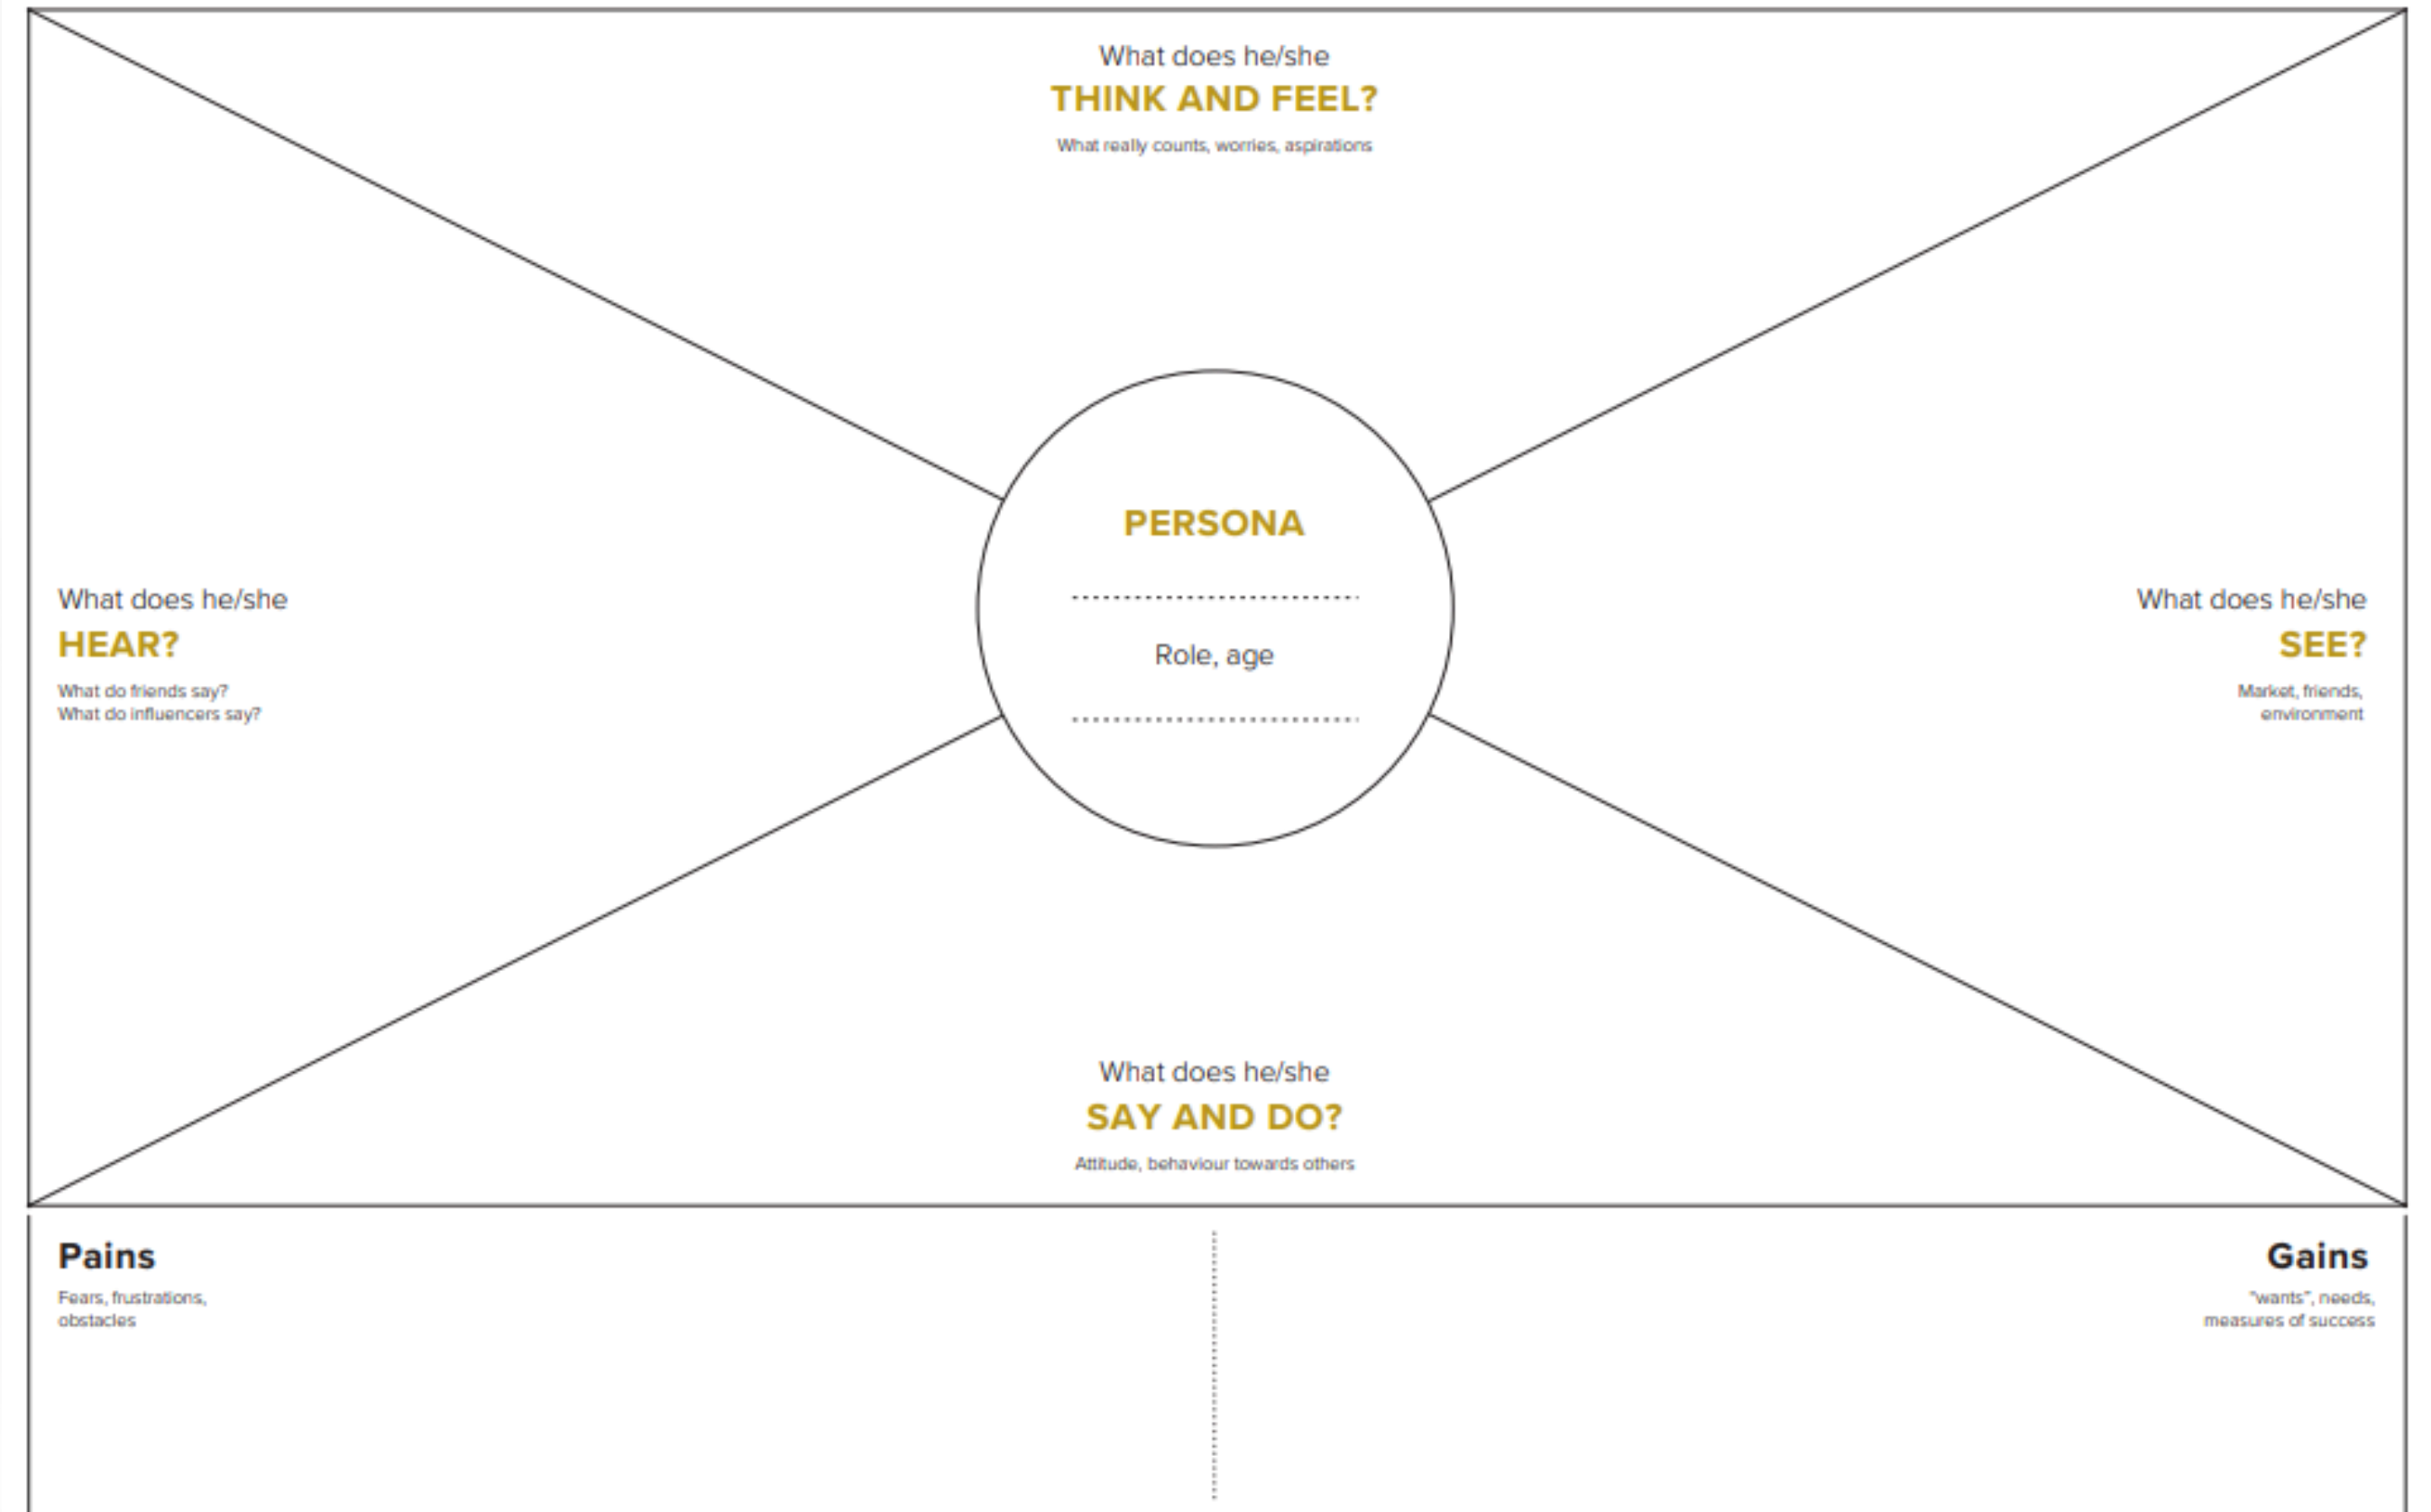 What does he/she
THINK AND FEEL?
What really counts, worries, aspirations
PERSONA
Role, age
What does he/she
HEAR?
What do friends say?
What do influencers say?
What does he/she
SEE?
Market, friends,
environment
What does he/she
SAY AND DO?
Attitude, behaviour towards others
Pains
Fears, frustrations,
obstacles
Gains
"wants", needs,
measures of success